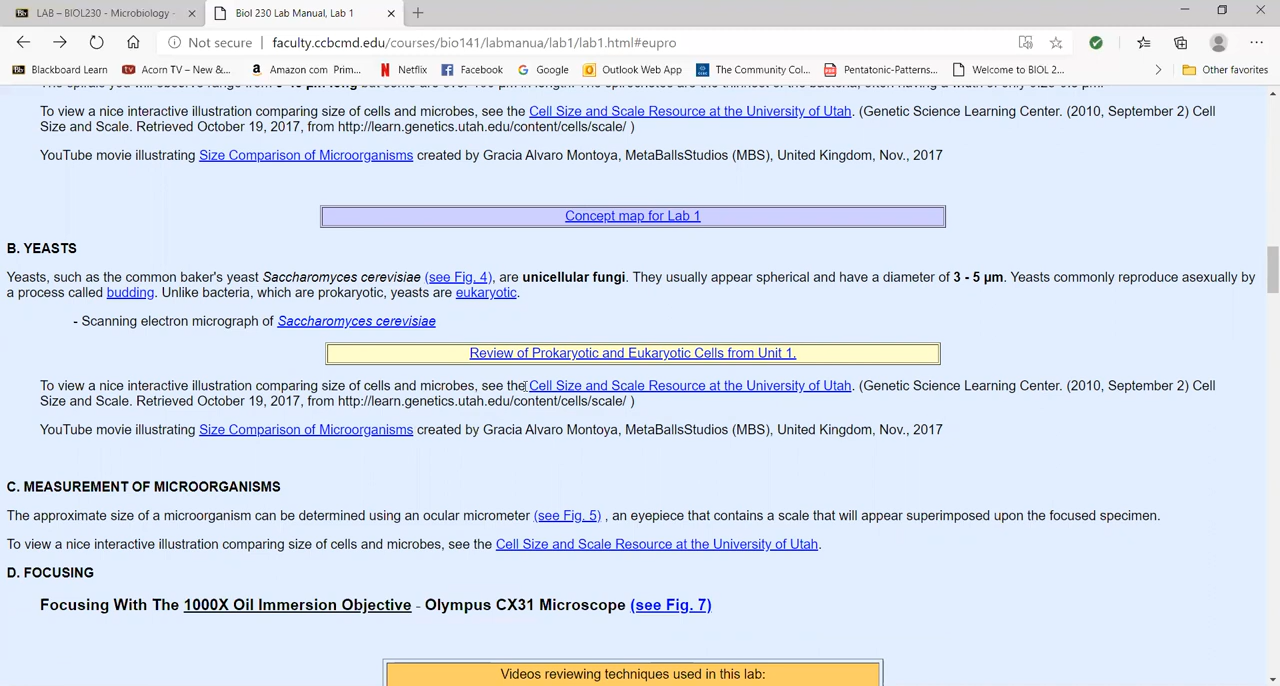 LAB – BIOL230 - Microbiology -
Biol 230 Lab Manual, Lab 1
Not secure
faculty.ccbcmd.edu/courses/bio141/labmanua/lab1/lab1.html#eupro
Blackboard Learn
Acorn TV – New &...
Amazon com Prim...
Netflix
Facebook
Google
Outlook Web App
The Community Col...
Pentatonic-Patterns...
Welcome to BIOL 2...
Other favorites
To view a nice interactive illustration comparing size of cells and microbes, see the Cell Size and Scale Resource at the University of Utah. (Genetic Science Learning Center. (2010, September 2) Cell
Size and Scale. Retrieved October 19, 2017, from http://learn.genetics.utah.edu/content/cells/scale/ )
YouTube movie illustrating Size Comparison of Microorganisms created by Gracia Alvaro Montoya, MetaBallsStudios (MBS), United Kingdom, Nov., 2017
Concept map for Lab 1
B. YEASTS
Yeasts, such as the common baker's yeast Saccharomyces cerevisiae (see Fig. 4), are unicellular fungi. They usually appear spherical and have a diameter of 3 - 5 µm. Yeasts commonly reproduce asexually by
a process called budding. Unlike bacteria, which are prokaryotic, yeasts are eukaryotic.
- Scanning electron micrograph of Saccharomyces cerevisiae
Review of Prokaryotic and Eukaryotic Cells from Unit 1.
To view a nice interactive illustration comparing size of cells and microbes, see the Cell Size and Scale Resource at the University of Utah. (Genetic Science Learning Center. (2010, September 2) Cell
Size and Scale. Retrieved October 19, 2017, from http://learn.genetics.utah.edu/content/cells/scale/ )
YouTube movie illustrating Size Comparison of Microorganisms created by Gracia Alvaro Montoya, MetaBallsStudios (MBS), United Kingdom, Nov., 2017
C. MEASUREMENT OF MICROORGANISMS
The approximate size of a microorganism can be determined using an ocular micrometer (see Fig. 5) , an eyepiece that contains a scale that will appear superimposed upon the focused specimen.
To view a nice interactive illustration comparing size of cells and microbes, see the Cell Size and Scale Resource at the University of Utah.
D. FOCUSING
Focusing With The 1000X Oil Immersion Objective - Olympus CX31 Microscope (see Fig. 7)
Videos reviewing techniques used in this lab: